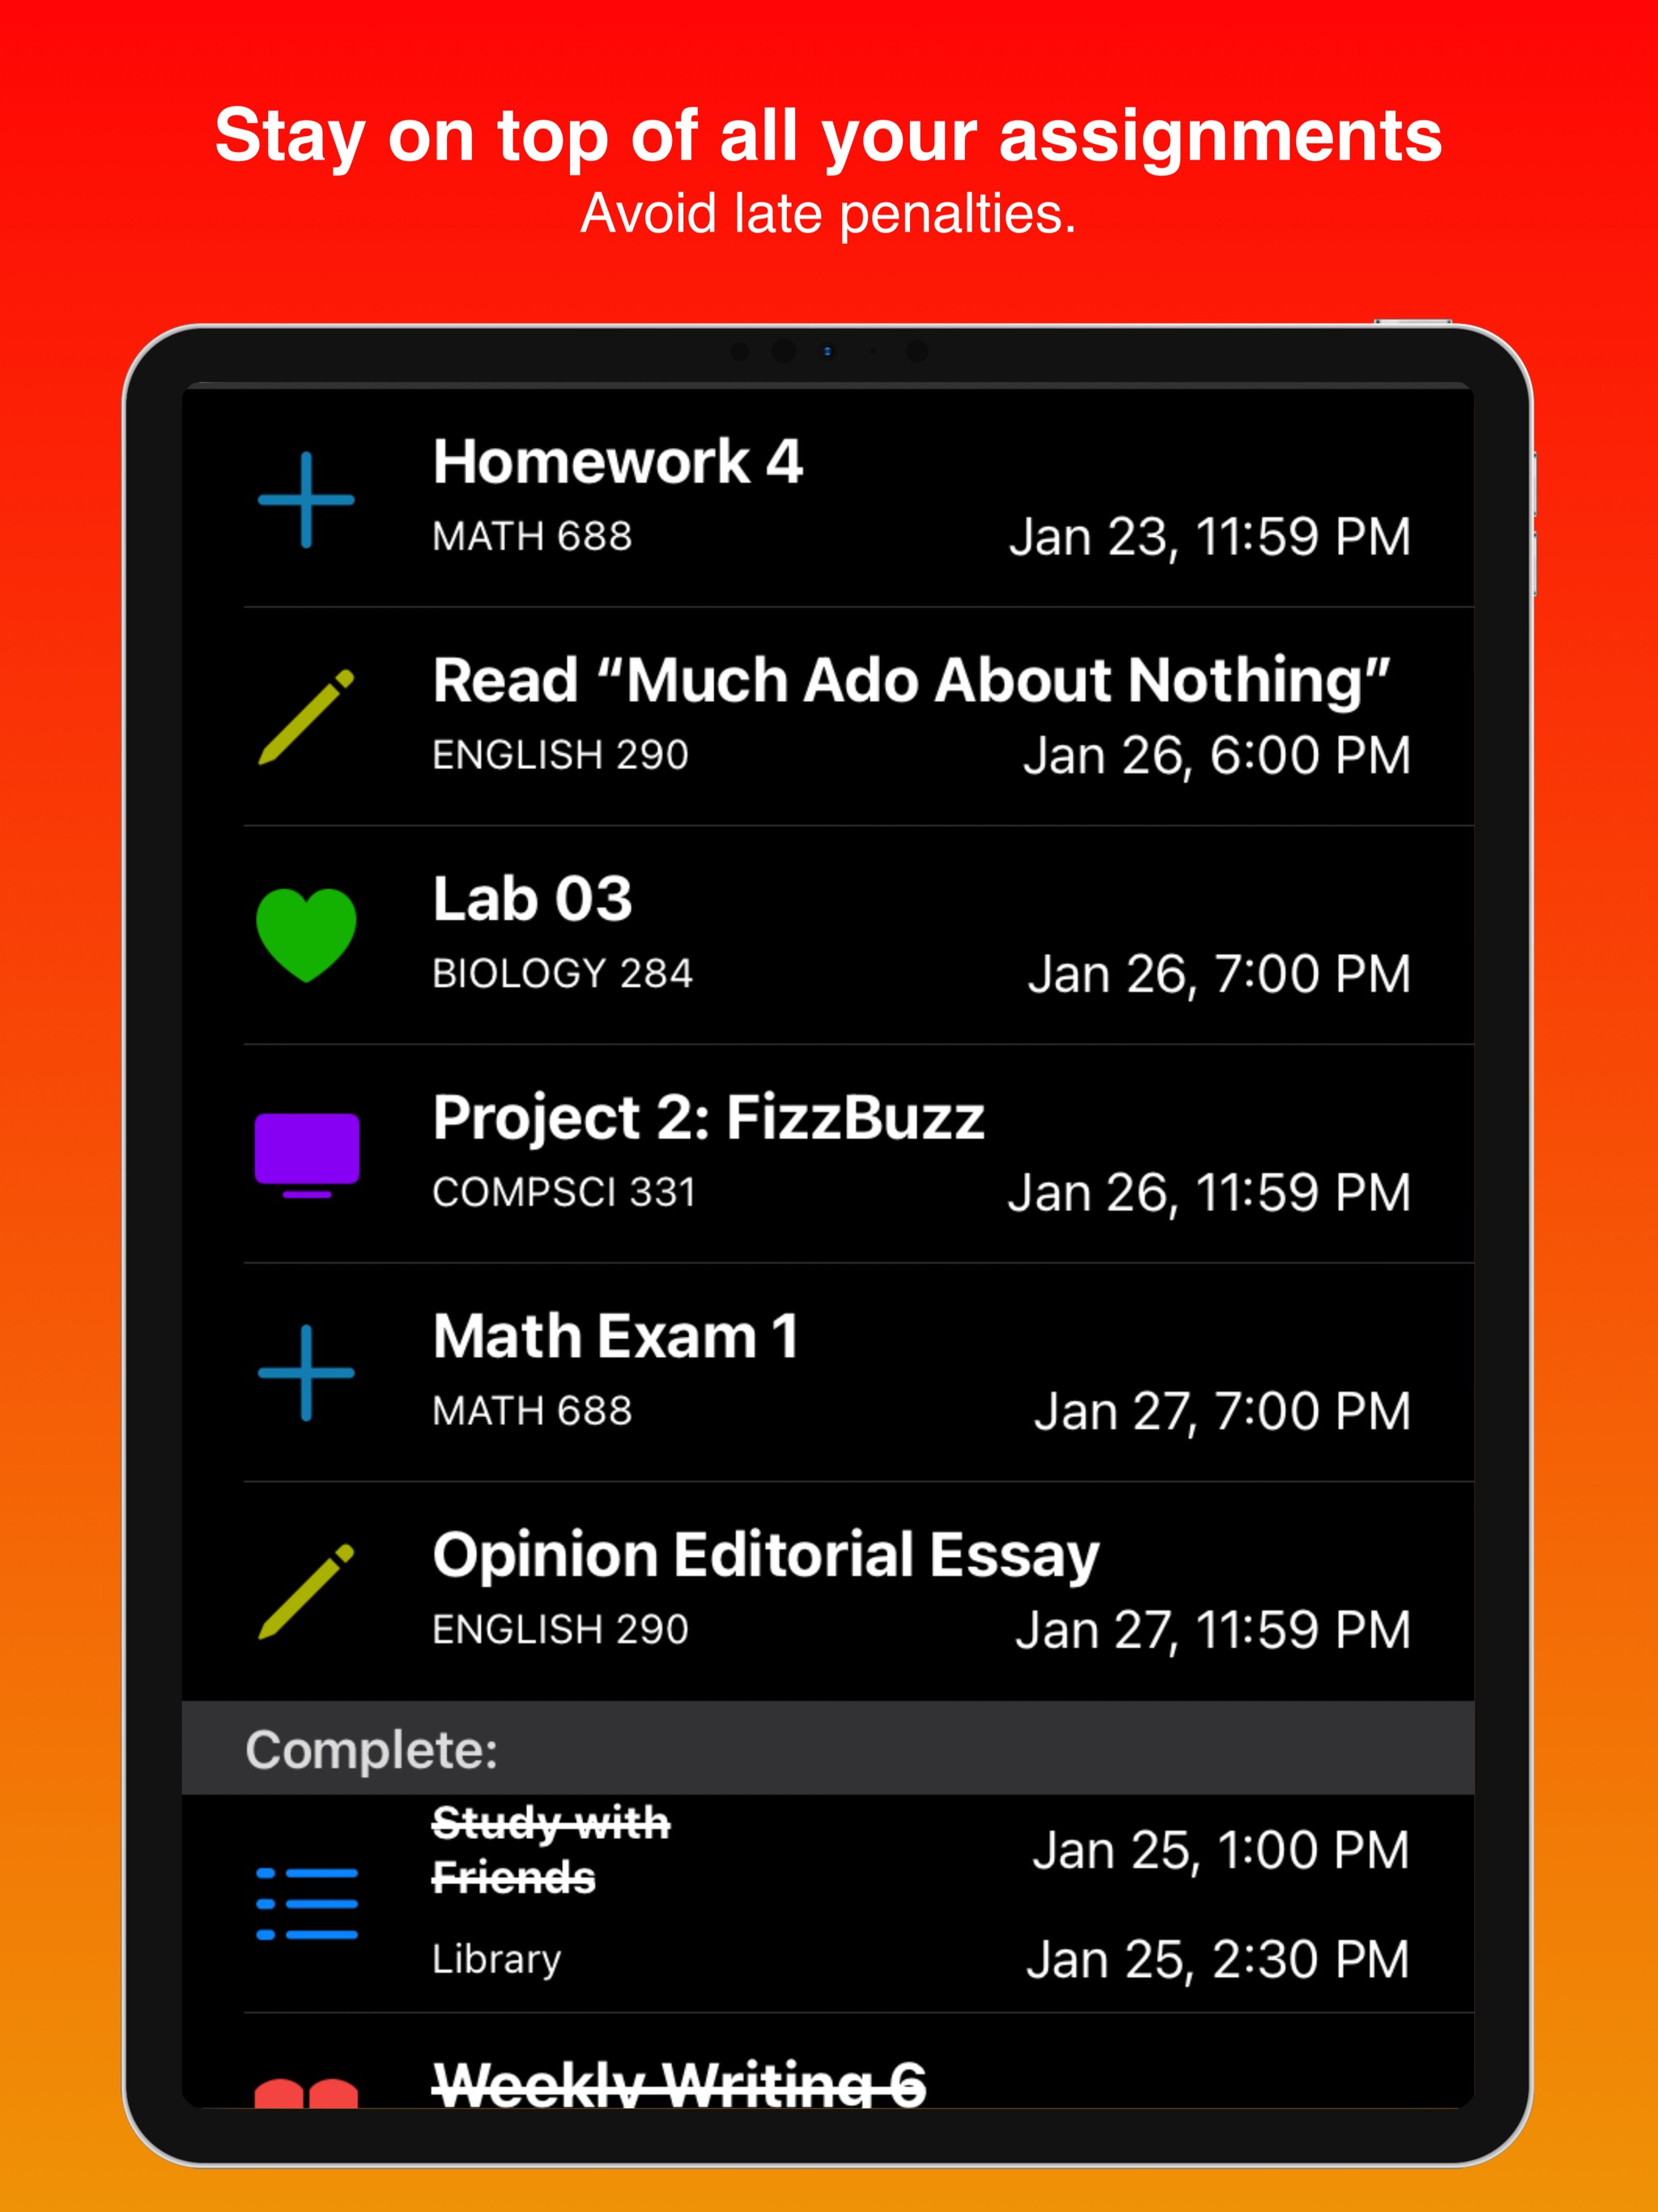 Stay on top of all your assignments
Avoid late penalties.
Homework 4
MATH 688
Jan 23, 11:59 PM
Read “Much Ado About Nothing”
ENGLISH 290
Jan 26, 6:00 PM
Lab 03
BIOLOGY 284
Jan 26, 7:00 PM
Project 2: FizzBuzz
COMPSCI 331
Jan 26, 11:59 PM
Math Exam 1
MATH 688
Jan 27, 7:00 PM
Opinion Editorial Essay
ENGLISH 290
Jan 27, 11:59 PM
Complete:
Study with
Friends
Jan 25, 1:00 PM
Library
Jan 25, 2:30 PM
Weekly Writing 6